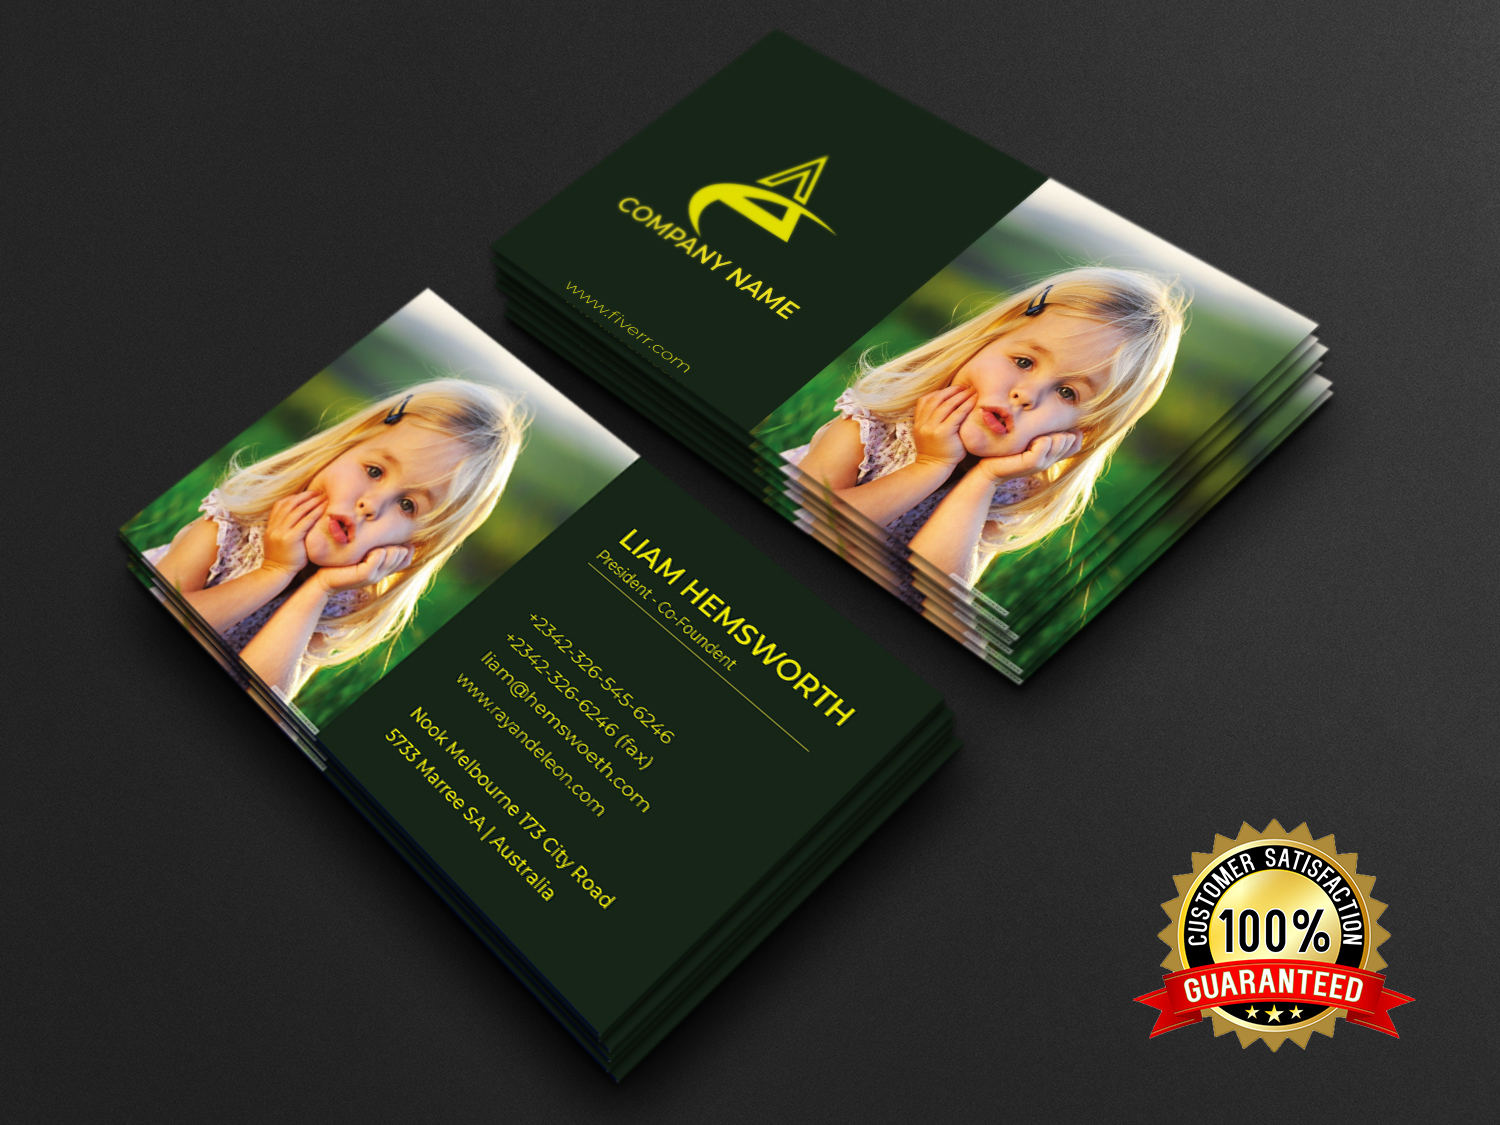 COMPANY NAME
www.fiverr.com
LIAM HEMSWORTH
President - Co-Foundent
+2342-326-545-6246
+2342-326-6246 (fax)
liam@hemswoeth.com
www.rayandeleon.com
Nook Melbourne 173 City Road
5733 Marree SA | Australia
CUSTOMER SATISFACTION
100%
GUARANTEED